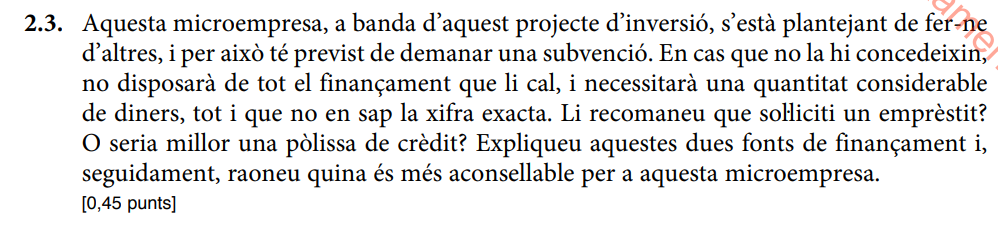 2.3. Aquesta microempresa, a banda d’aquest projecte d’inversió, s’està plantejant de fer-ne
d’altres, i per això té previst de demanar una subvenció. En cas que no la hi concedeixin,
no disposarà de tot el finançament que li cal, i necessitarà una quantitat considerable
de diners, tot i que no en sap la xifra exacta. Li recomaneu que sol·liciti un emprèstit?
O seria millor una pòlissa de crèdit? Expliqueu aquestes dues fonts de finançament i,
seguidament, raoneu quina és més aconsellable per a aquesta microempresa.
[0,45 punts]